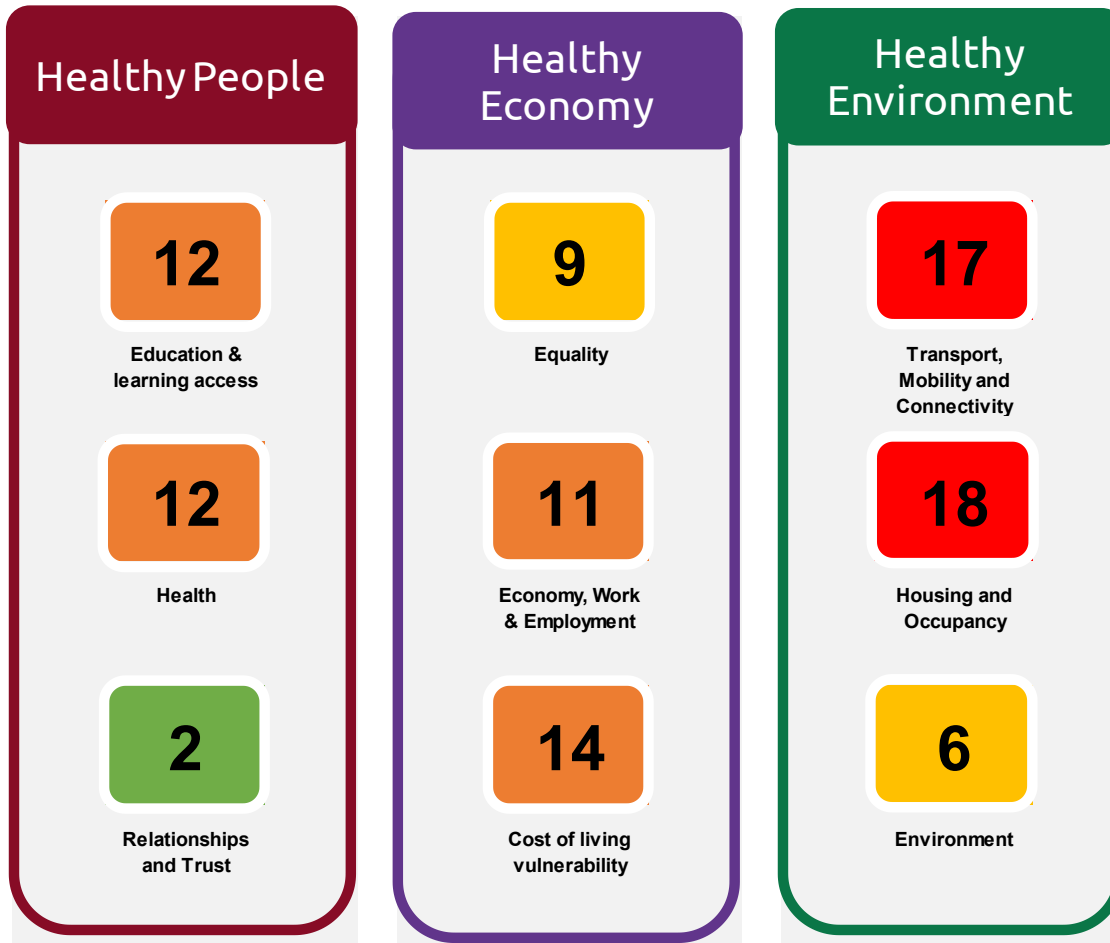 Healthy People
12
Education &
learning access
12
Health
2
Relationships
and Trust
Healthy
Economy
9
Equality
11
Economy, Work
& Employment
14
Cost of living
vulnerability
Healthy
Environment
17
Transport,
Mobility and
Connectivity
18
Housing and
Occupancy
6
Environment